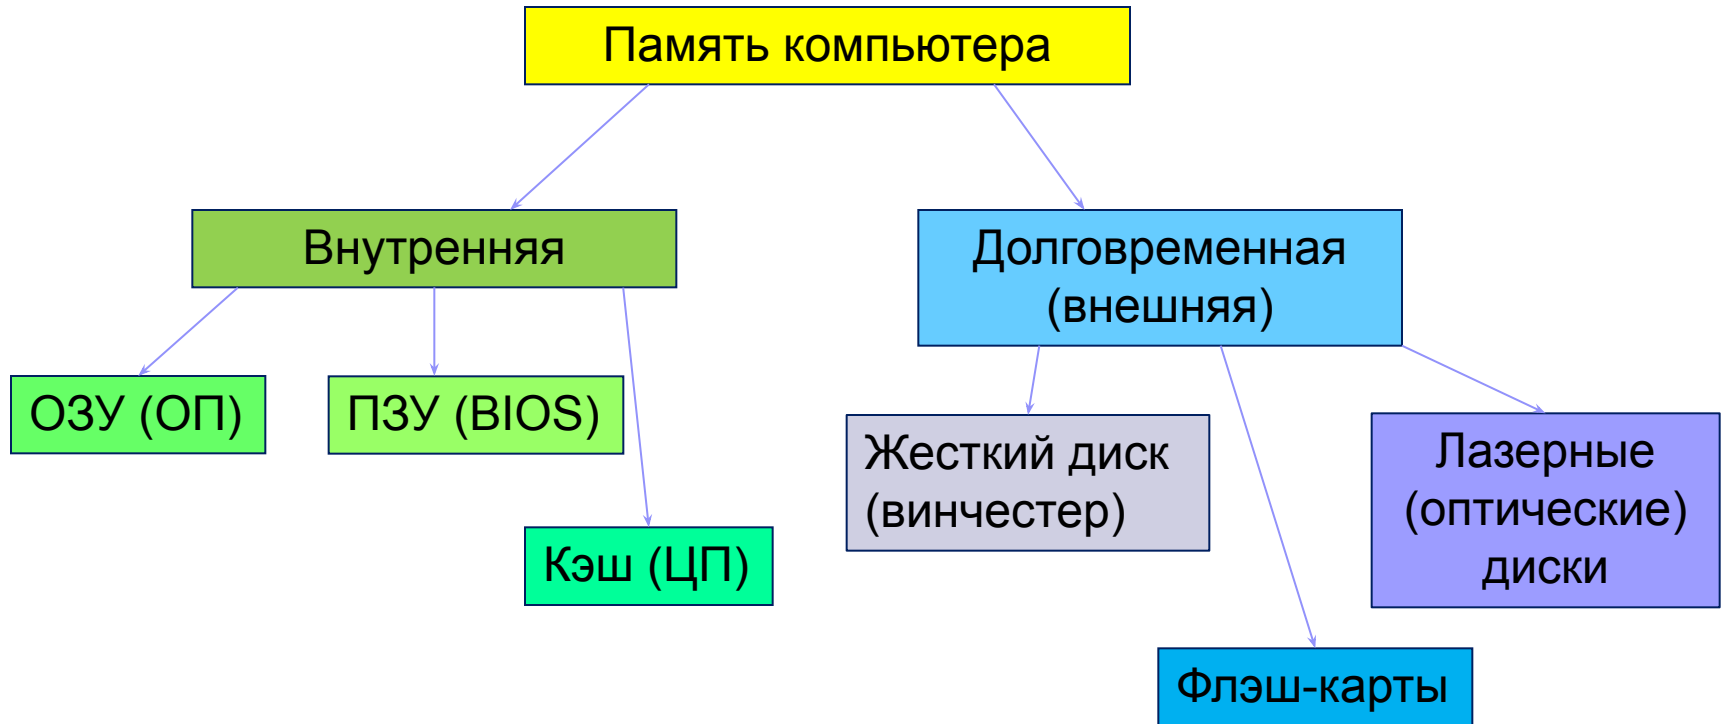 Память компьютера
Внутренняя
Долговременная
(внешняя)
ОЗУ (ОП)
ПЗУ (BIOS)
Кэш (ЦП)
Жесткий диск
(винчестер)
Флэш-карты
Лазерные
(оптические)
диски